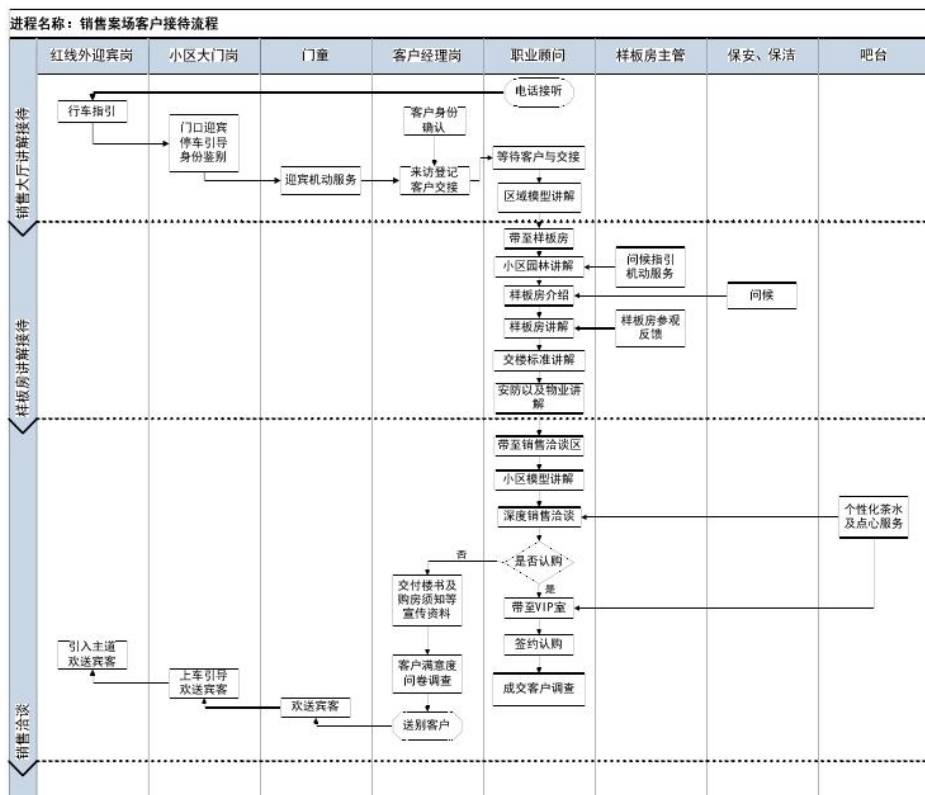 进程名称：销售案场客户接待流程
红线外迎宾岗
小区大门岗
门童
客户经理岗
职业顾问
样板房主管
保安、保洁
吧台
销售大厅讲解接待
电话接听
行车指引
客户身份
确认
门口迎宾
停车引导
身份鉴别
等待客户与交接
迎宾机动服务
来访登记
客户交接
区域模型讲解
样板房讲解接待
带至样板房
小区园林讲解
问候指引
机动服务
样板房介绍
问候
样板房讲解
样板房参观
反馈
交楼标准讲解
安防以及物业讲
解
销售洽谈
带至销售洽谈区
小区模型讲解
深度销售洽谈
个性化茶水
及点心服务
是否认购
否
是
交付楼书及
购房须知等
宣传资料
带至VIP室
签约认购
引入主道
欢送宾客
客户满意度
问卷调查
上车引导
欢送宾客
成交客户调查
欢送宾客
送别客户